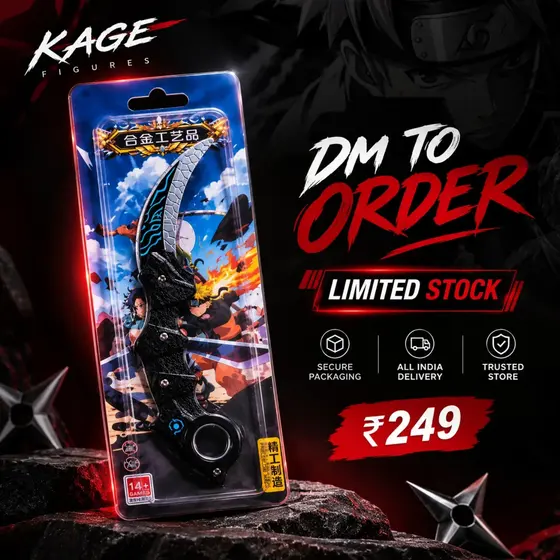 KAGE
FIGURES
合金工艺品
DM TO
ORDER
LIMITED STOCK
SECURE
PACKAGING
ALL INDIA
DELIVERY
TRUSTED
STORE
₹249
精工制造
14+
GAMES